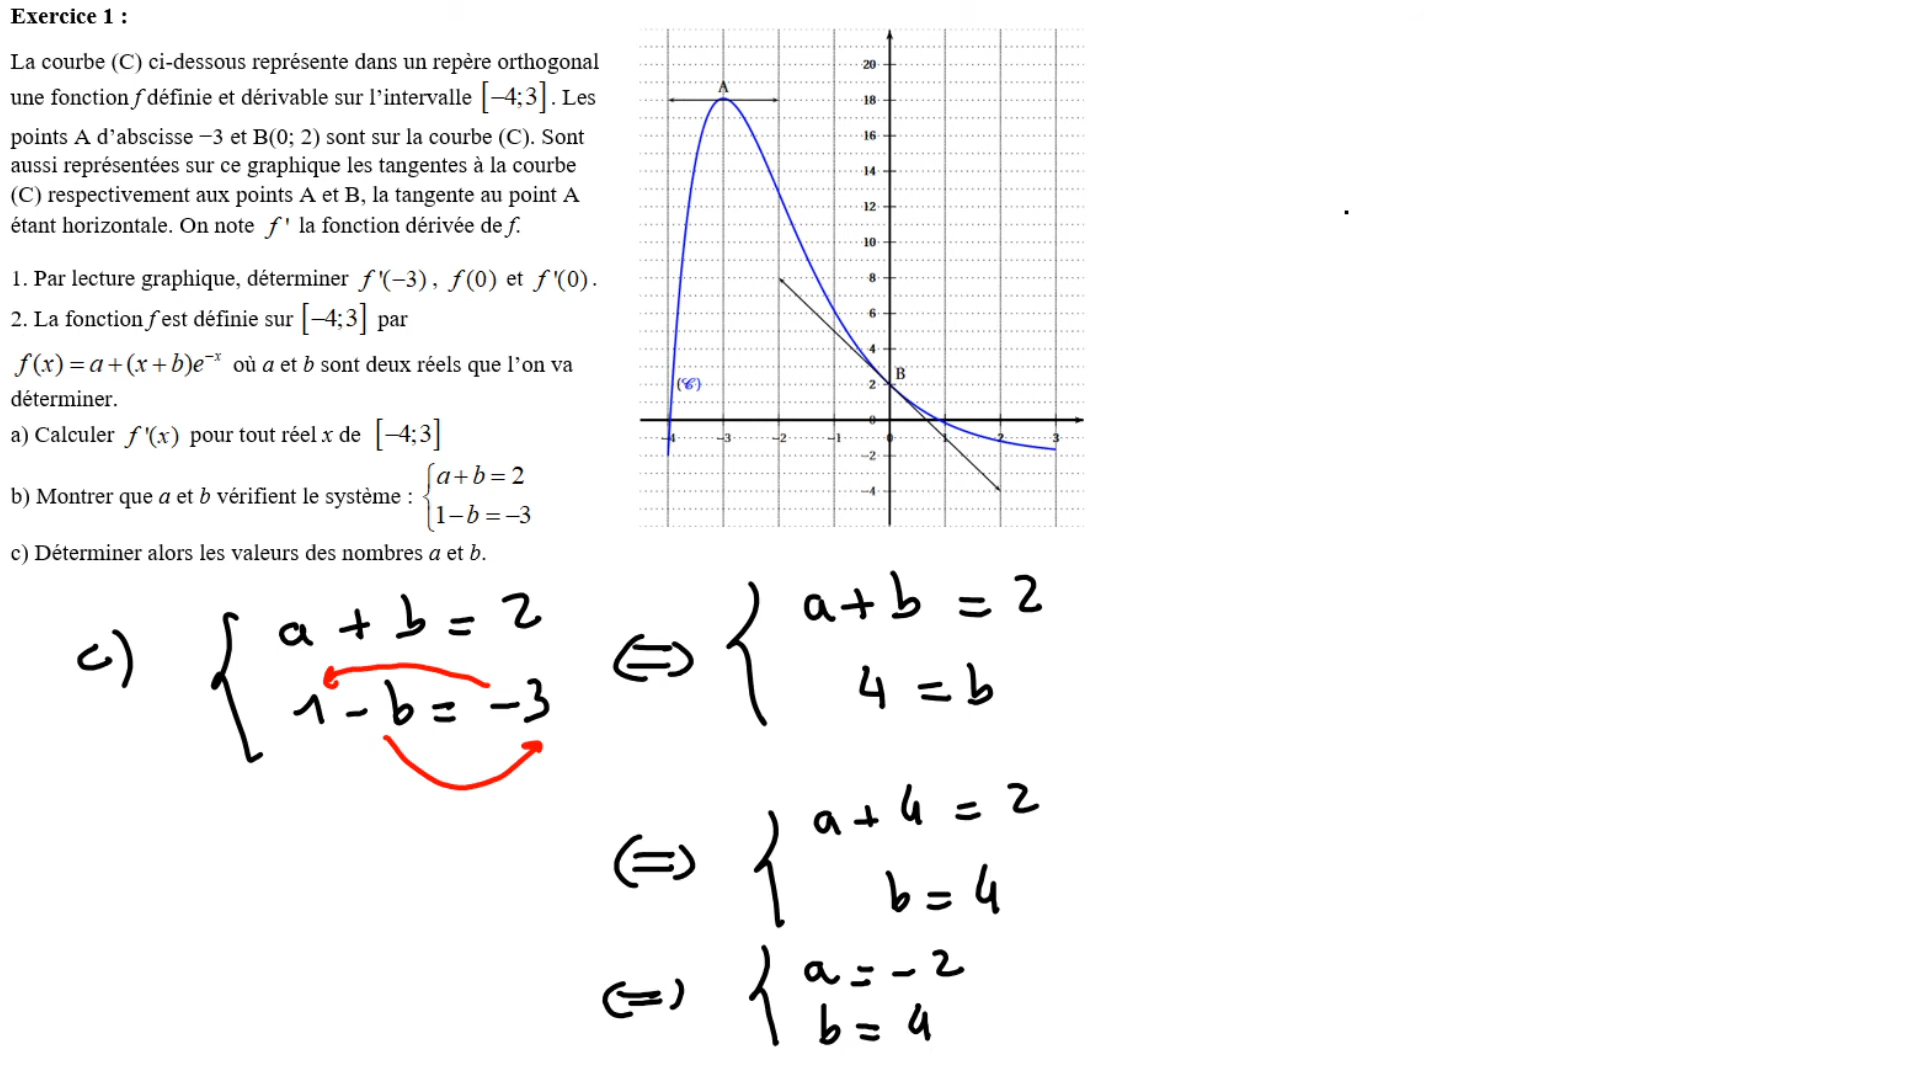 Exercice 1 :
La courbe (C) ci-dessous représente dans un repère orthogonal
une fonction f définie et dérivable sur l’intervalle [−4;3]. Les
points A d’abscisse −3 et B(0; 2) sont sur la courbe (C). Sont
aussi représentées sur ce graphique les tangentes à la courbe
(C) respectivement aux points A et B, la tangente au point A
étant horizontale. On note f ' la fonction dérivée de f.
1. Par lecture graphique, déterminer f '(−3), f(0) et f '(0).
2. La fonction f est définie sur [−4;3] par
f(x) = a + (x + b)e^{−x} où a et b sont deux réels que l’on va
déterminer.
a) Calculer f '(x) pour tout réel x de [−4;3]
b) Montrer que a et b vérifient le système : { a + b = 2
1 − b = −3
c) Déterminer alors les valeurs des nombres a et b.
20
A
18
16
14
12
10
8
6
4
B
2
(𝒞)
0
−4 −3 −2 −1 0 1 2 3
−2
−4
c) { a + b = 2 (=) { a + b = 2
1 − b = −3 4 = b
(=) { a + 4 = 2
b = 4
(=) { a = − 2
b = 4